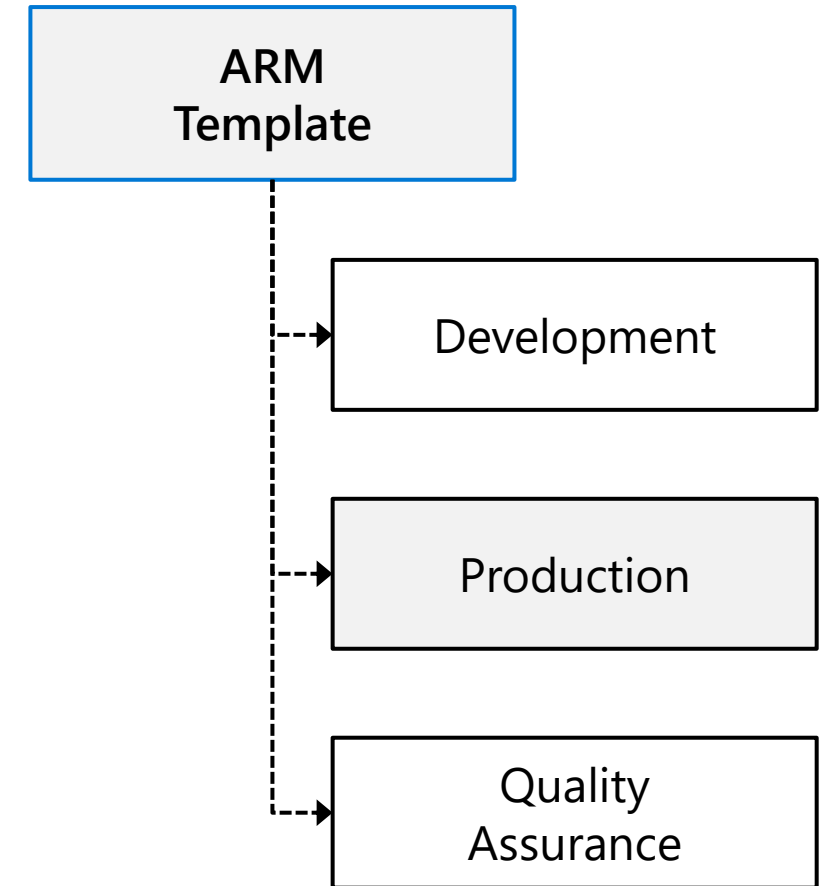 ARM
Template
Development
Production
Quality
Assurance